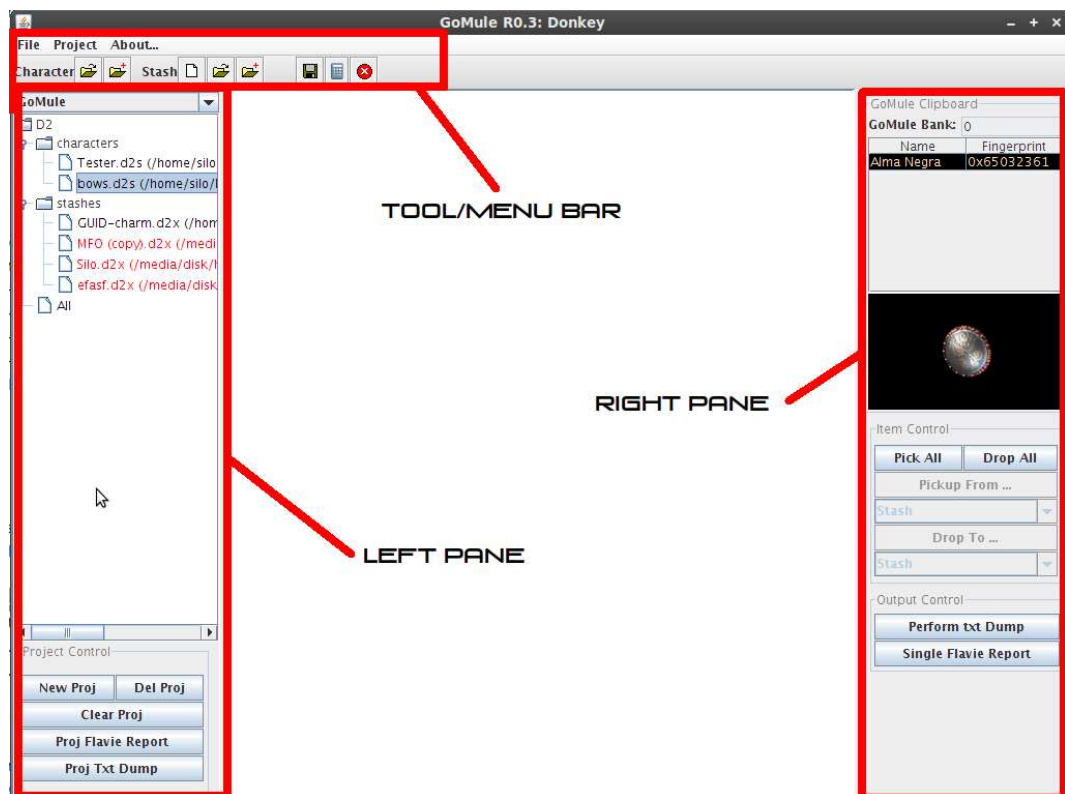 GoMule R0.3: Donkey
File Project About...
Character Stash
GoMule
D2
characters
Tester.d2s (/home/silo
bows.d2s (/home/silo/
stashes
GUID-charm.d2x (/hom
MFO (copy).d2x (/medi
Silo.d2x (/media/disk/
efasf.d2x (/media/disk
All
Project Control
New Proj Del Proj
Clear Proj
Proj Flavie Report
Proj Txt Dump
TOOL/MENU BAR
RIGHT PANE
LEFT PANE
GoMule Clipboard
GoMule Bank: 0
Name Fingerprint
Alma Negra 0x65032361
Item Control
Pick All Drop All
Pickup From ...
Stash
Drop To ...
Stash
Output Control
Perform txt Dump
Single Flavie Report